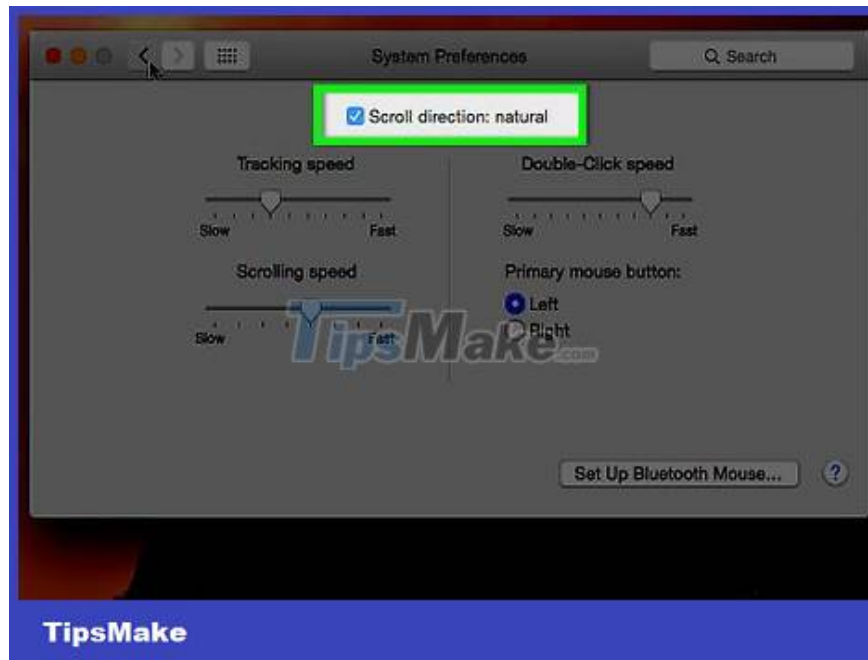 System Preferences
Search
Scroll direction: natural
Tracking speed
Double-Click speed
Slow
Fast
Slow
Fast
Scrolling speed
Primary mouse button:
Left
Right
Slow
Fast
TipsMake.com
Set Up Bluetooth Mouse...
?
TipsMake